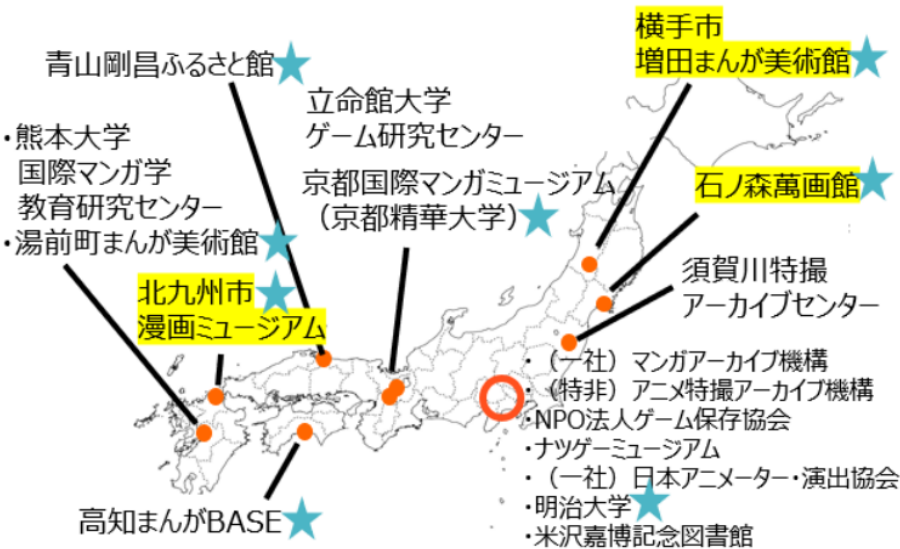 青山剛昌ふるさと館
・熊本大学
国際マンガ学
教育研究センター
・湯前町まんが美術館
北九州市
漫画ミュージアム
立命館大学
ゲーム研究センター
京都国際マンガミュージアム
（京都精華大学）
横手市
増田まんが美術館
石ノ森萬画館
須賀川特撮
アーカイブセンター
・（一社）マンガアーカイブ機構
・（特非）アニメ特撮アーカイブ機構
・NPO法人ゲーム保存協会
・ナツゲーミュージアム
・（一社）日本アニメーター・演出協会
・明治大学
・米沢嘉博記念図書館
高知まんがBASE